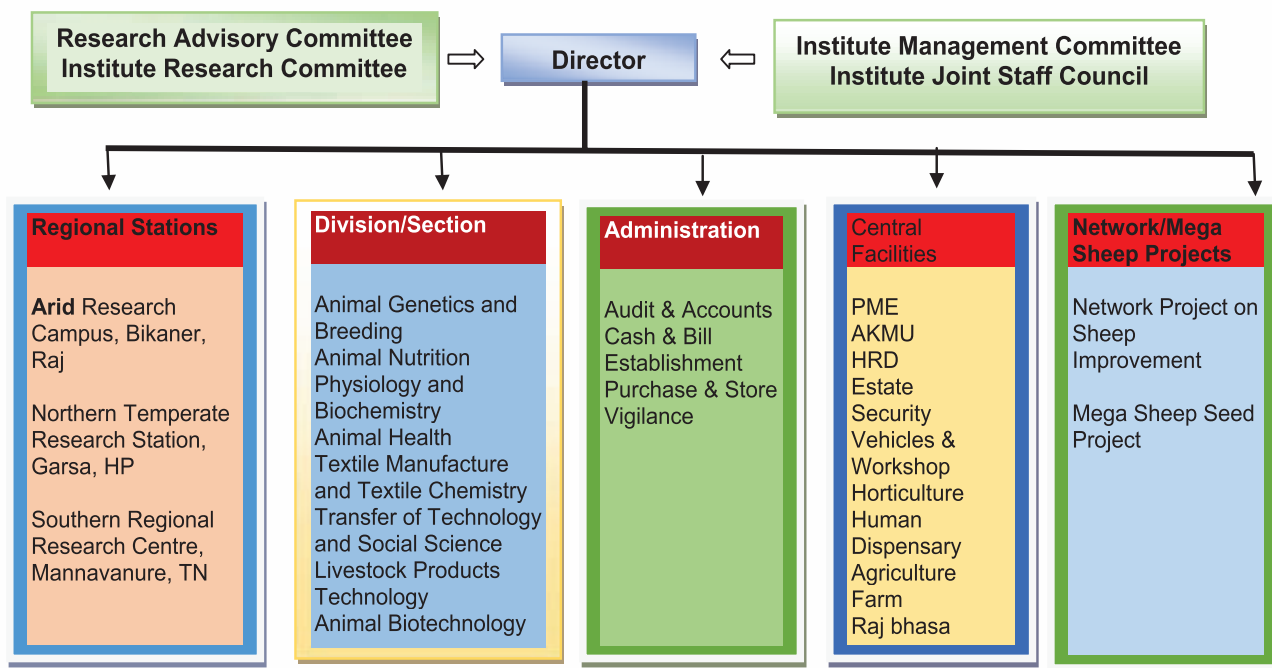 Research Advisory Committee
Institute Research Committee
Director
Institute Management Committee
Institute Joint Staff Council
Regional Stations
Arid Research
Campus, Bikaner,
Raj
Northern Temperate
Research Station,
Garsa, HP
Southern Regional
Research Centre,
Mannavanure, TN
Division/Section
Animal Genetics and
Breeding
Animal Nutrition
Physiology and
Biochemistry
Animal Health
Textile Manufacture
and Textile Chemistry
Transfer of Technology
and Social Science
Livestock Products
Technology
Animal Biotechnology
Administration
Audit & Accounts
Cash & Bill
Establishment
Purchase & Store
Vigilance
Central
Facilities
PME
AKMU
HRD
Estate
Security
Vehicles &
Workshop
Horticulture
Human
Dispensary
Agriculture
Farm
Raj bhasa
Network/Mega
Sheep Projects
Network Project on
Sheep
Improvement
Mega Sheep Seed
Project